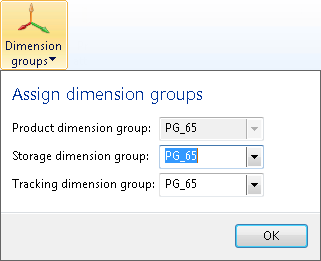 Dimension
groups
Assign dimension groups
Product dimension group: PG_65
Storage dimension group: PG_65
Tracking dimension group: PG_65
OK